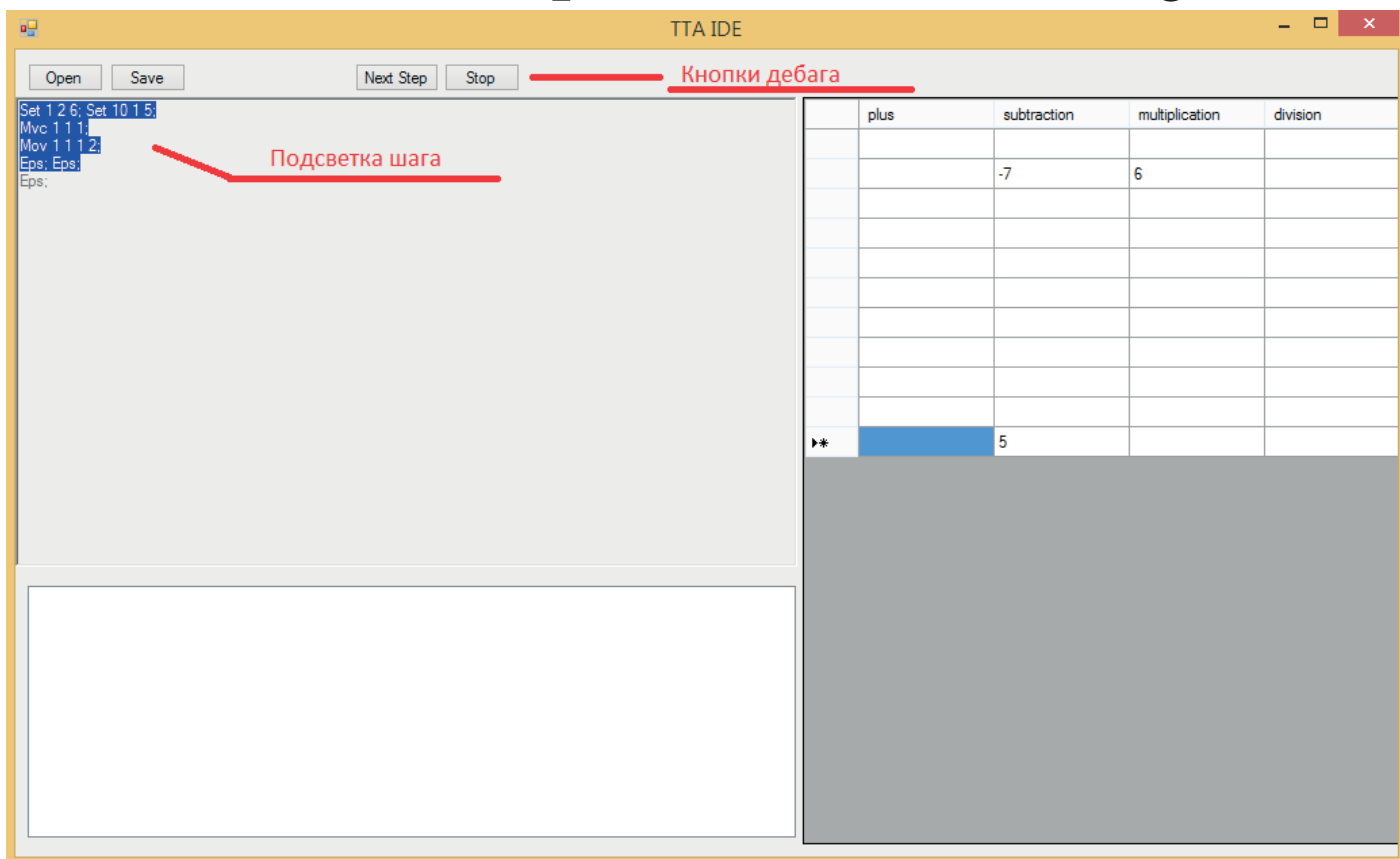 TTA IDE
Open Save Next Step Stop Кнопки дебага
Set 1 2 6; Set 10 1 5;
Mvc 1 1 1;
Mov 1 1 1 2;
Eps; Eps;
Eps;
Подсветка шага
plus subtraction multiplication division
-7 6
5